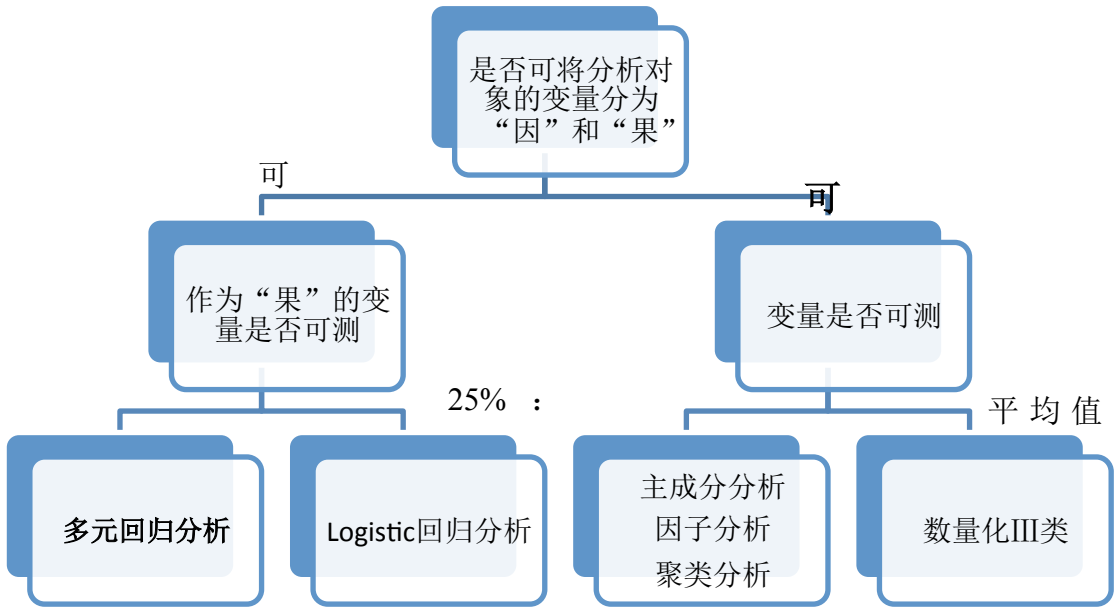 是否可将分析对
象的变量分为
“因”和“果”
可
可
作为“果”的变
量是否可测
变量是否可测
25% ：
平均值
多元回归分析
Logistic回归分析
主成分分析
因子分析
聚类分析
数量化III类